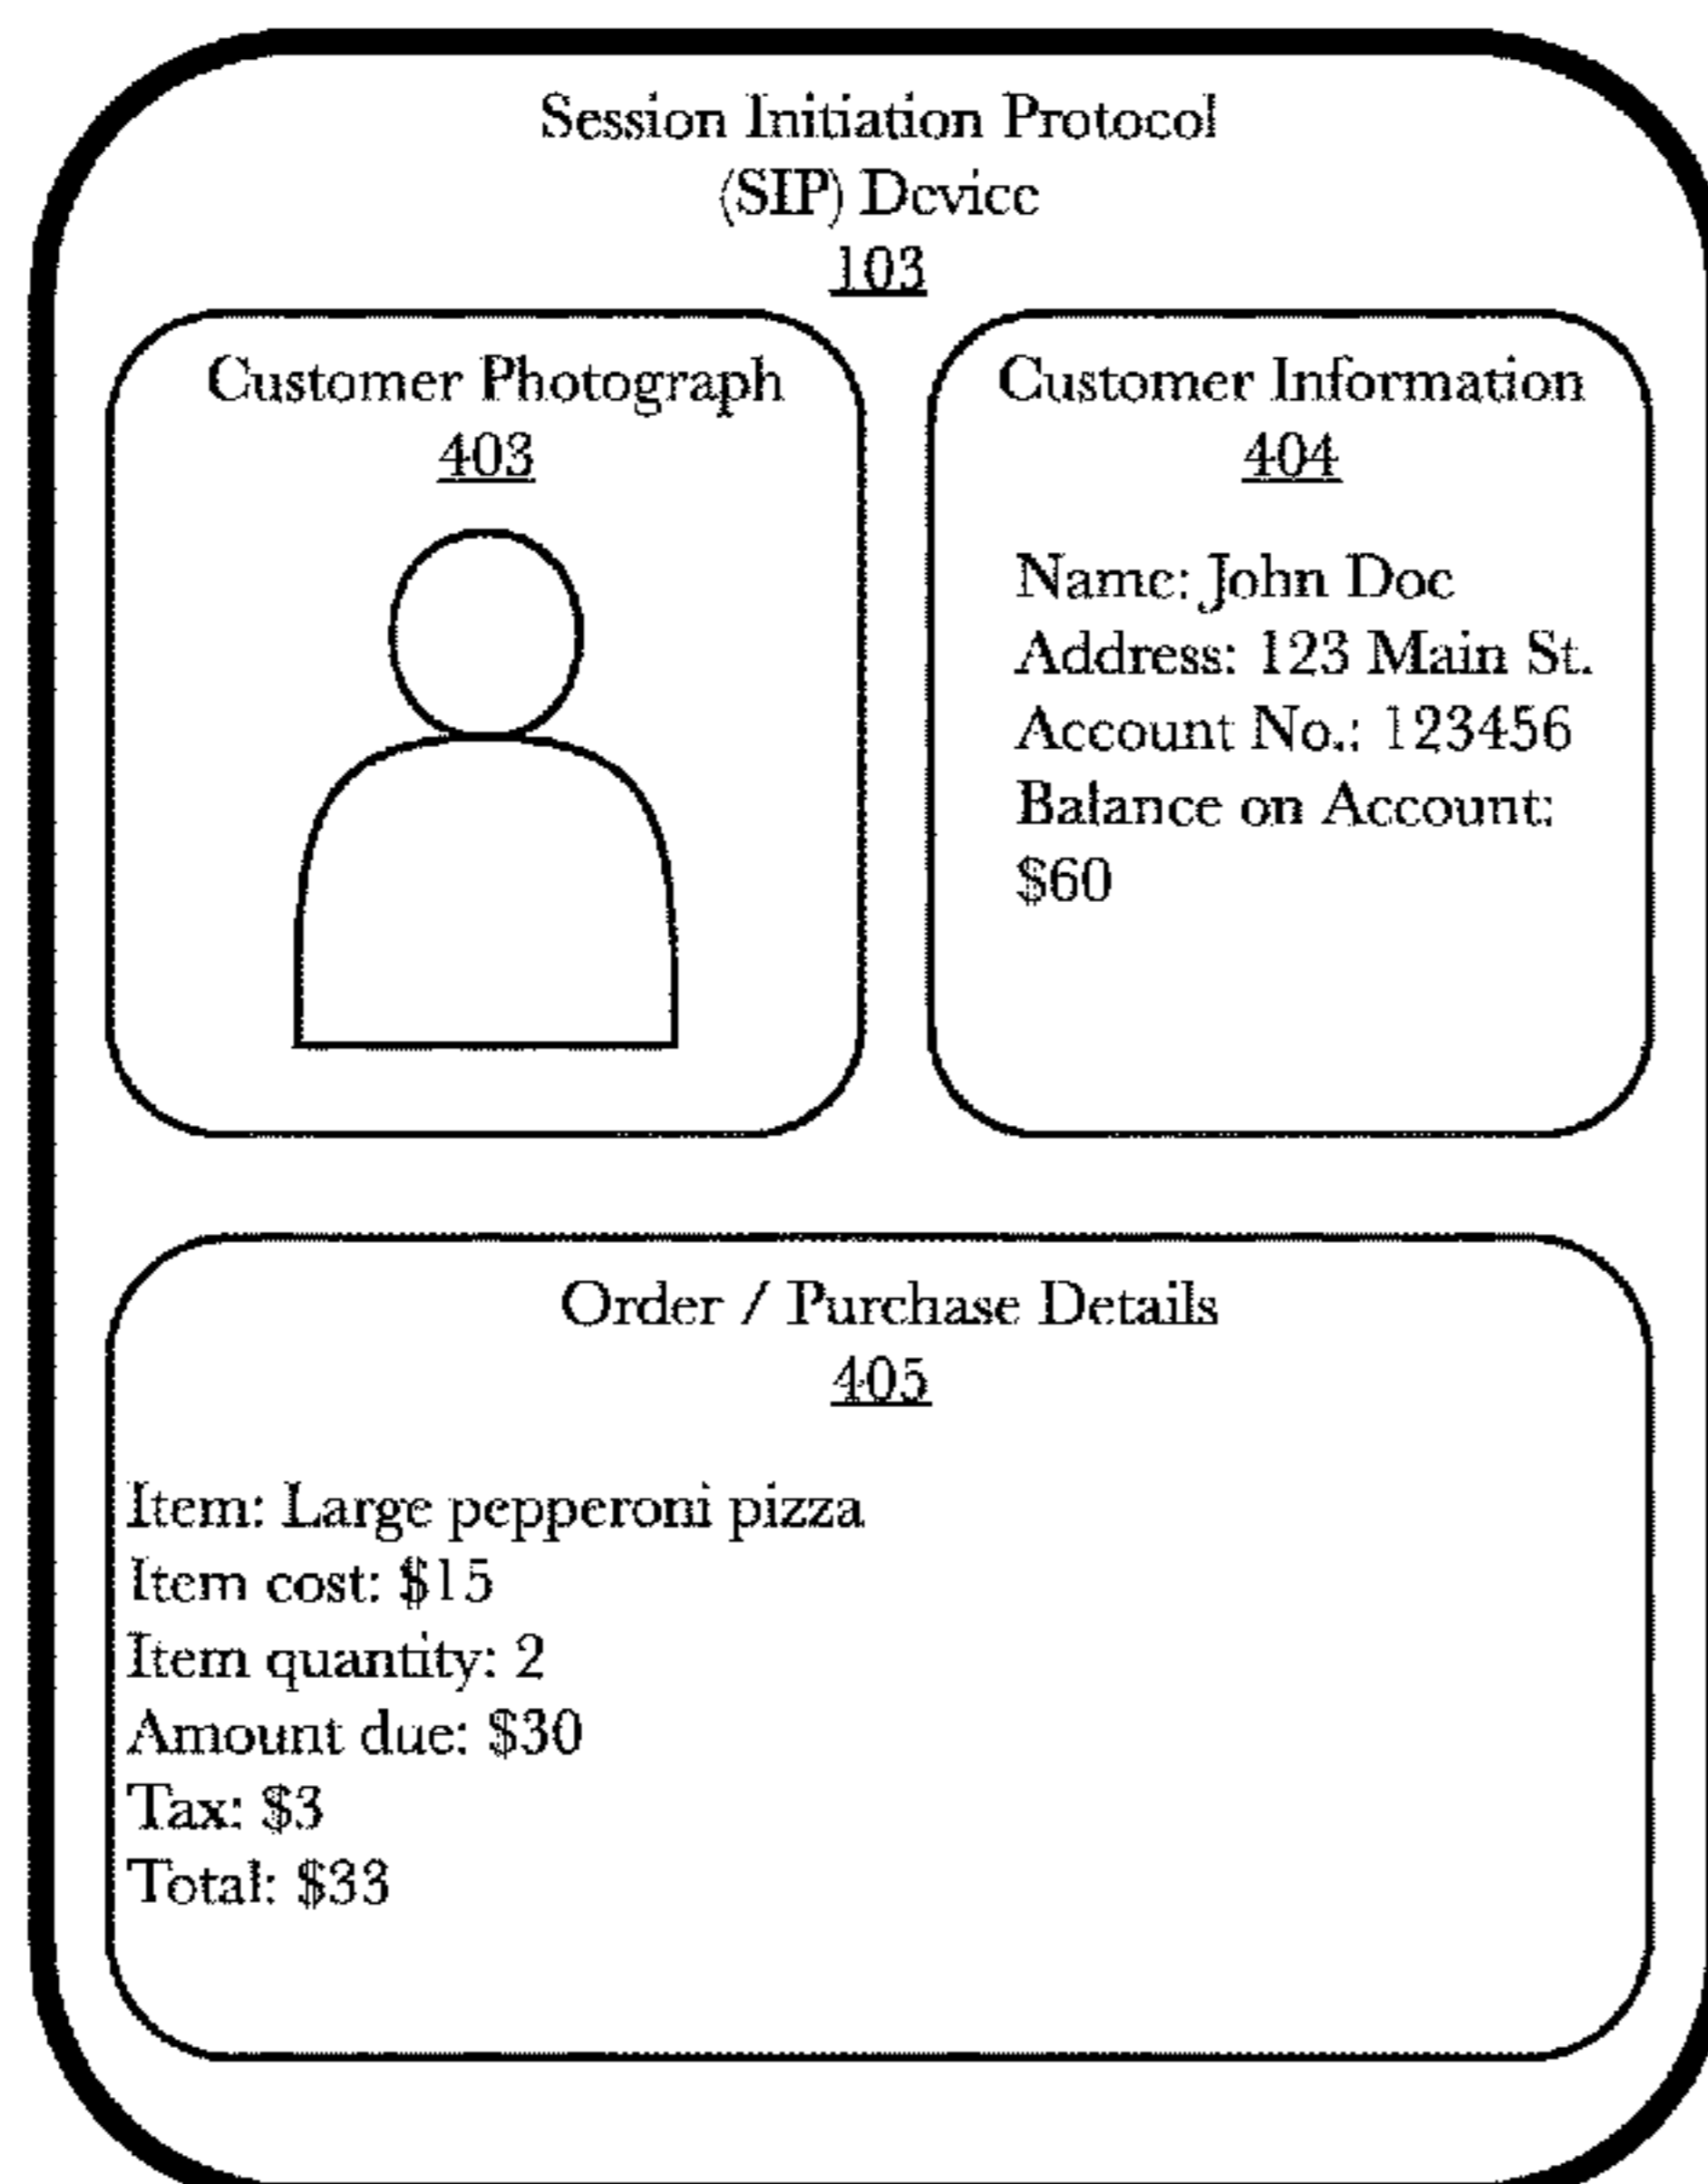 Session Initiation Protocol
(SIP) Device
103
Customer Photograph
403
Customer Information
404
Name: John Doe
Address: 123 Main St.
Account No.: 123456
Balance on Account:
$60
Order / Purchase Details
405
Item: Large pepperoni pizza
Item cost: $15
Item quantity: 2
Amount due: $30
Tax: $3
Total: $33